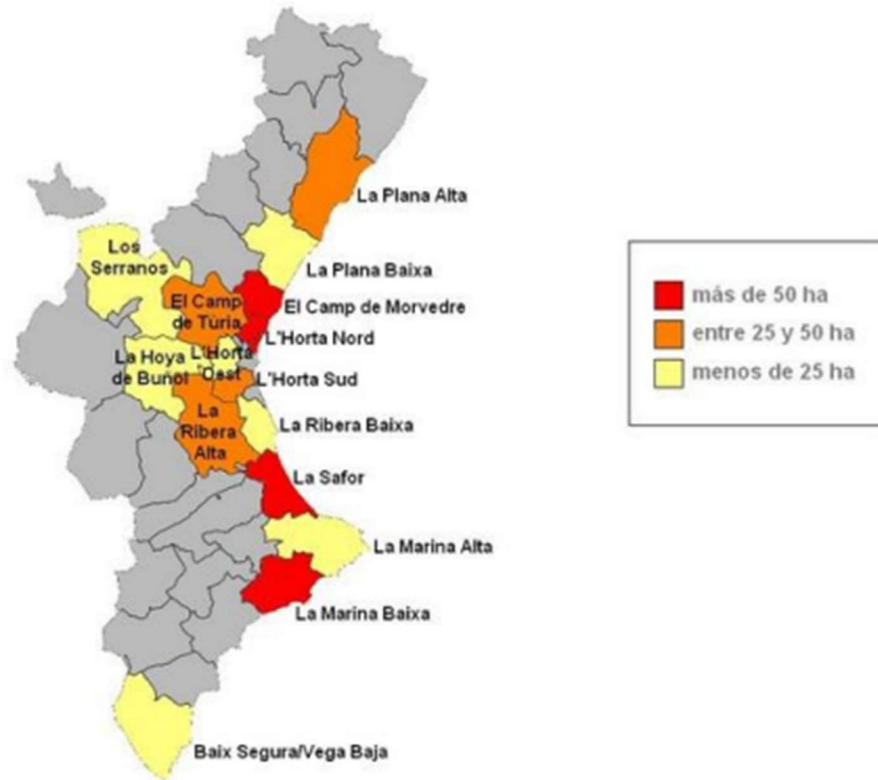 La Plana Alta
Los
Serranos
La Plana Baixa
El Camp
de Túria
El Camp de Morvedre
L'Horta Nord
La Hoya
de Buñol
L'Horta
Oest
L'Horta Sud
La
Ribera
Alta
La Ribera Baixa
La Safor
La Marina Alta
La Marina Baixa
Baix Segura/Vega Baja
más de 50 ha
entre 25 y 50 ha
menos de 25 ha